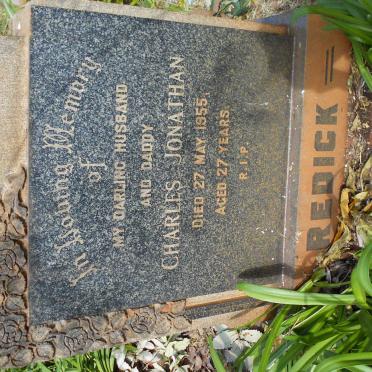 In Loving Memory
of
MY DARLING HUSBAND
AND DADDY
CHARLES JONATHAN
DIED 27 MAY 1955.
AGED 27 YEARS.
R.I.P.
REDICK